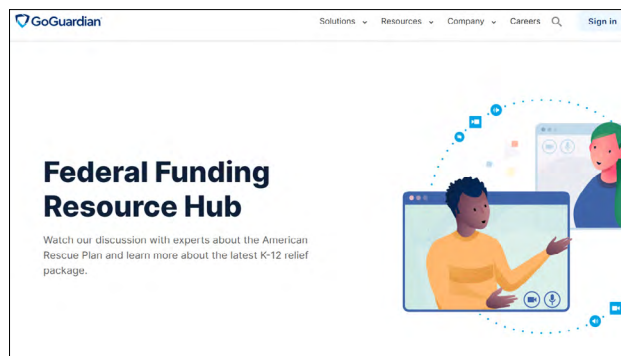 GoGuardian
Solutions Resources Company Careers Sign in
Federal Funding
Resource Hub
Watch our discussion with experts about the American
Rescue Plan and learn more about the latest K-12 relief
package.